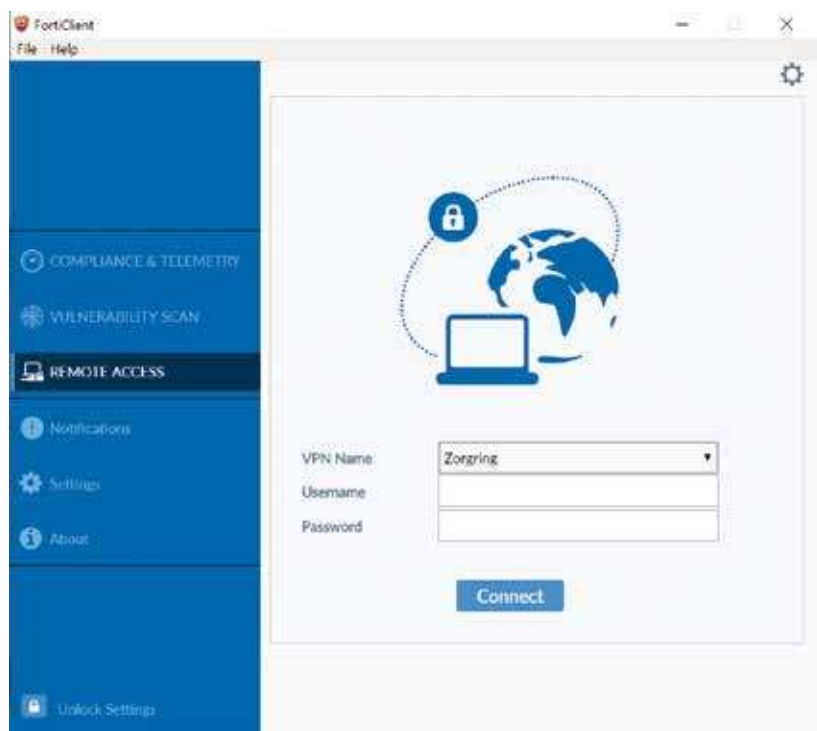 FortiClient
File Help
COMPLIANCE & TELEMETRY
VULNERABILITY SCAN
REMOTE ACCESS
Notifications
Settings
About
Unlock Settings
VPN Name Zorgring
Username
Password
Connect